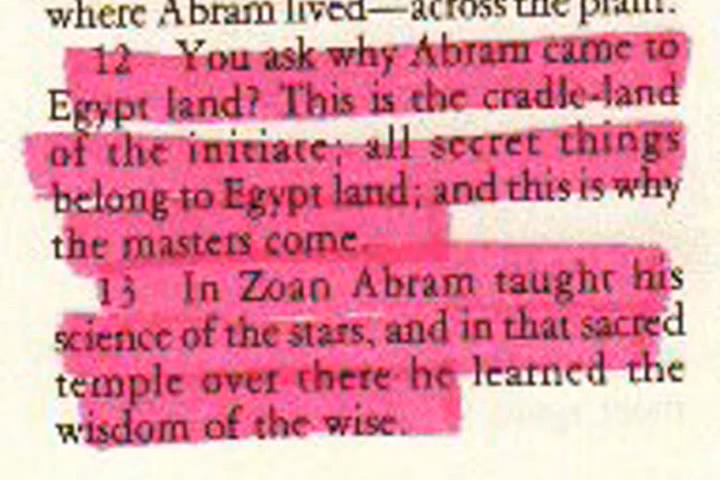 where Abram lived—across the plain.
12 You ask why Abram came to
Egypt land? This is the cradle-land
of the initiate; all secret things
belong to Egypt land; and this is why
the masters come.
13 In Zoan Abram taught his
science of the stars, and in that sacred
temple over there he learned the
wisdom of the wise.